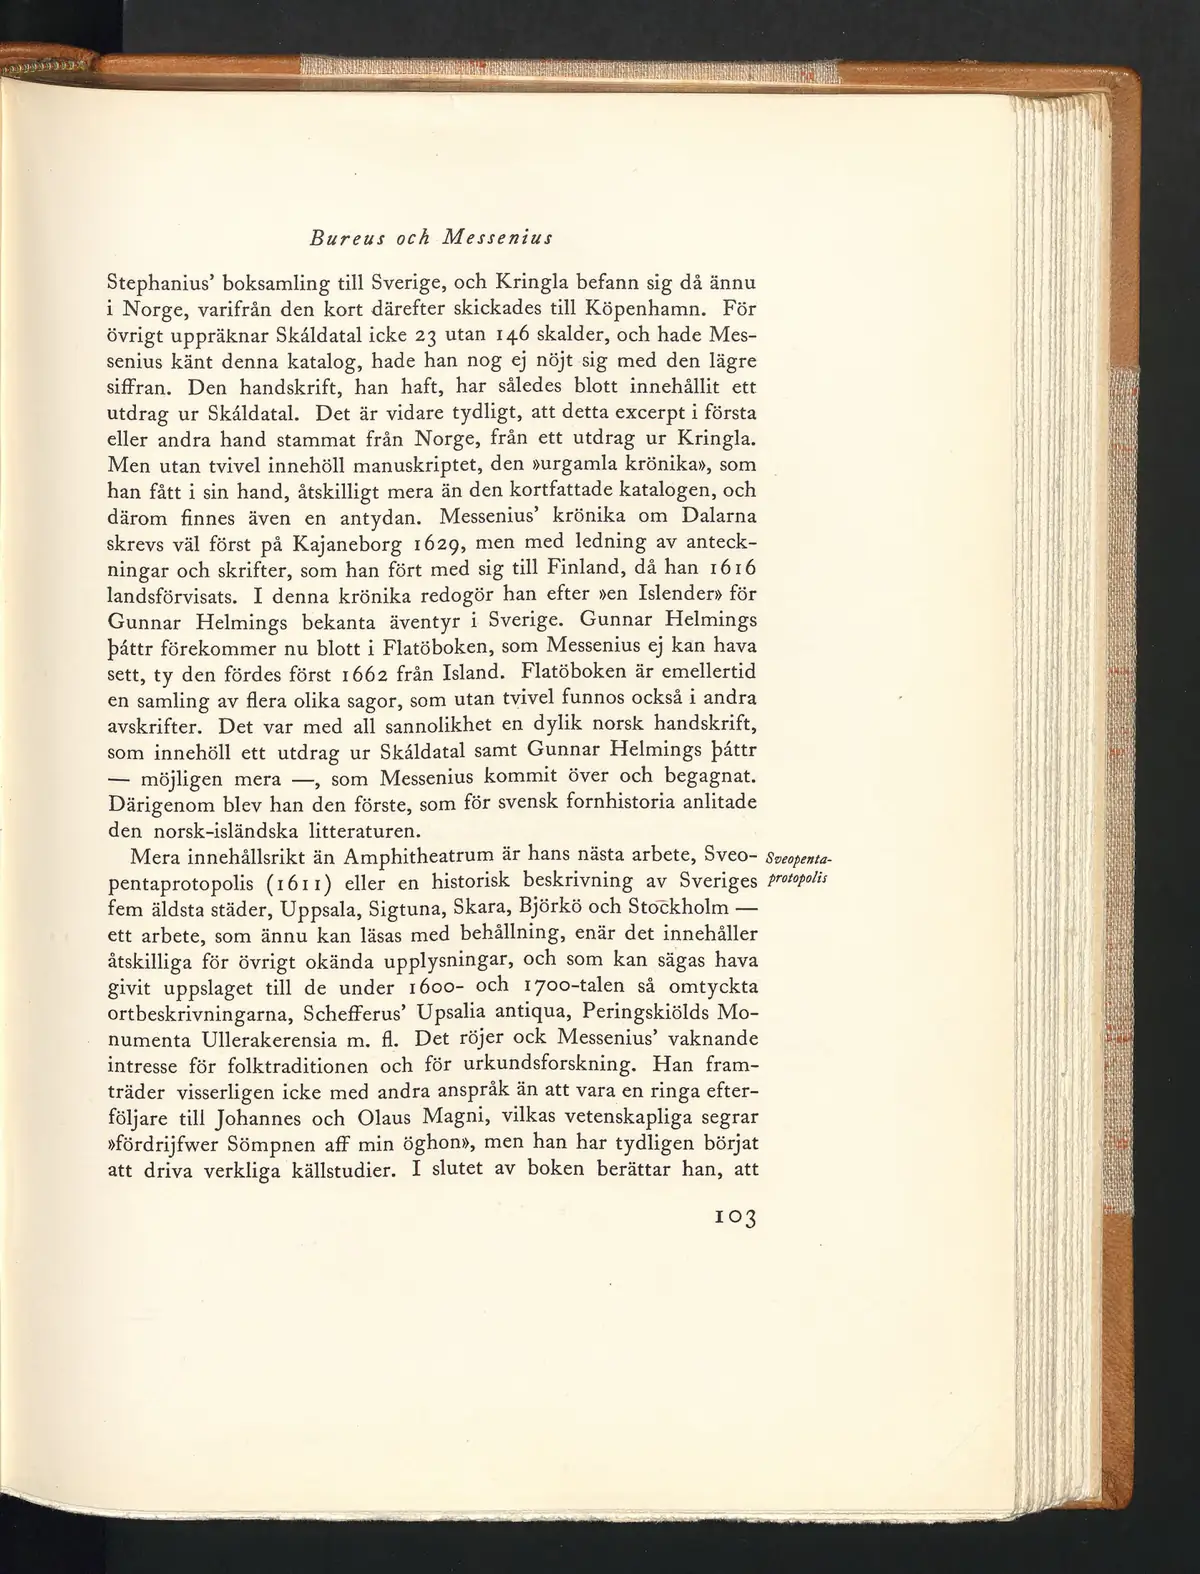 Bureus och Messenius
Stephanius’ boksamling till Sverige, och Kringla befann sig då ännu
i Norge, varifrån den kort därefter skickades till Köpenhamn. För
övrigt uppräknar Skáldatal icke 23 utan 146 skalder, och hade Mes-
senius känt denna katalog, hade han nog ej nöjt sig med den lägre
siffran. Den handskrift, han haft, har således blott innehållit ett
utdrag ur Skáldatal. Det är vidare tydligt, att detta excerpt i första
eller andra hand stammat från Norge, från ett utdrag ur Kringla.
Men utan tvivel innehöll manuskriptet, den »urgamla krönika», som
han fått i sin hand, åtskilligt mera än den kortfattade katalogen, och
därom finnes även en antydan. Messenius’ krönika om Dalarna
skrevs väl först på Kajaneborg 1629, men med ledning av anteck-
ningar och skrifter, som han fört med sig till Finland, då han 1616
landsförvisats. I denna krönika redogör han efter »en Islender» för
Gunnar Helmings bekanta äventyr i Sverige. Gunnar Helmings
þáttr förekommer nu blott i Flatöboken, som Messenius ej kan hava
sett, ty den fördes först 1662 från Island. Flatöboken är emellertid
en samling av flera olika sagor, som utan tvivel funnos också i andra
avskrifter. Det var med all sannolikhet en dylik norsk handskrift,
som innehöll ett utdrag ur Skáldatal samt Gunnar Helmings þáttr
— möjligen mera —, som Messenius kommit över och begagnat.
Därigenom blev han den förste, som för svensk fornhistoria anlitade
den norsk-isländska litteraturen.
Mera innehållsrikt än Amphitheatrum är hans nästa arbete, Sveo- Sveopenta-
pentaprotopolis (1611) eller en historisk beskrivning av Sveriges protopolis
fem äldsta städer, Uppsala, Sigtuna, Skara, Björkö och Stockholm —
ett arbete, som ännu kan läsas med behållning, enär det innehåller
åtskilliga för övrigt okända upplysningar, och som kan sägas hava
givit uppslaget till de under 1600- och 1700-talen så omtyckta
ortbeskrivningarna, Schefferus’ Upsalia antiqua, Peringskiölds Mo-
numenta Ullerakerensia m. fl. Det röjer ock Messenius’ vaknande
intresse för folktraditionen och för urkundsforskning. Han fram-
träder visserligen icke med andra anspråk än att vara en ringa efter-
följare till Johannes och Olaus Magni, vilkas vetenskapliga segrar
»fördrijfwer Sömpnen aff min öghon», men han har tydligen börjat
att driva verkliga källstudier. I slutet av boken berättar han, att
103